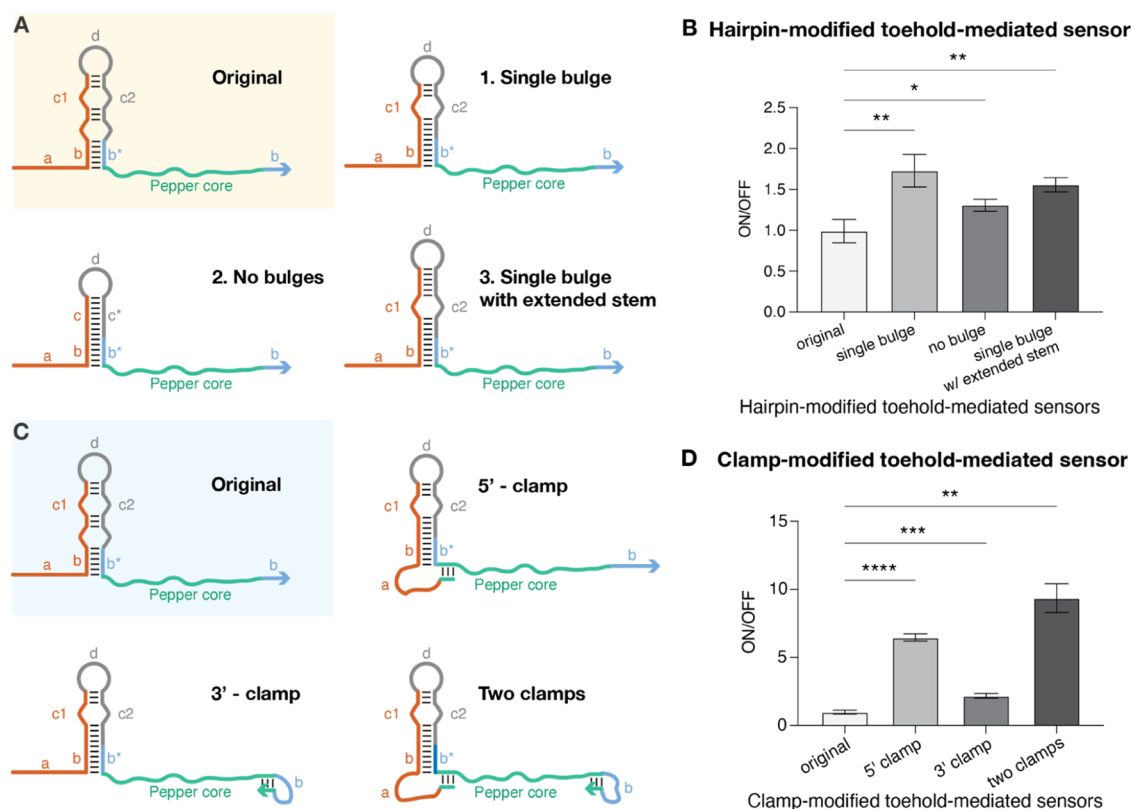 A
d
Original
c1
c2
a
b
b*
b
Pepper core
d
1. Single bulge
c1
c2
a
b
b*
b
Pepper core
d
2. No bulges
c
c*
a
b
b*
b
Pepper core
d
3. Single bulge
with extended stem
c1
c2
a
b
b*
b
Pepper core
B Hairpin-modified toehold-mediated sensor
**
*
**
2.5
2.0
1.5
1.0
0.5
0.0
ON/OFF
original
single bulge
no bulge
single bulge
w/ extended stem
Hairpin-modified toehold-mediated sensors
C
d
Original
c1
c2
a
b
b*
b
Pepper core
d
5' - clamp
c1
c2
b
b*
b
a
Pepper core
d
3' - clamp
c1
c2
a
b
b*
b
Pepper core
d
Two clamps
c1
c2
b
b*
b
a
Pepper core
D Clamp-modified toehold-mediated sensor
**
***
****
15
10
5
0
ON/OFF
original
5' clamp
3' clamp
two clamps
Clamp-modified toehold-mediated sensors